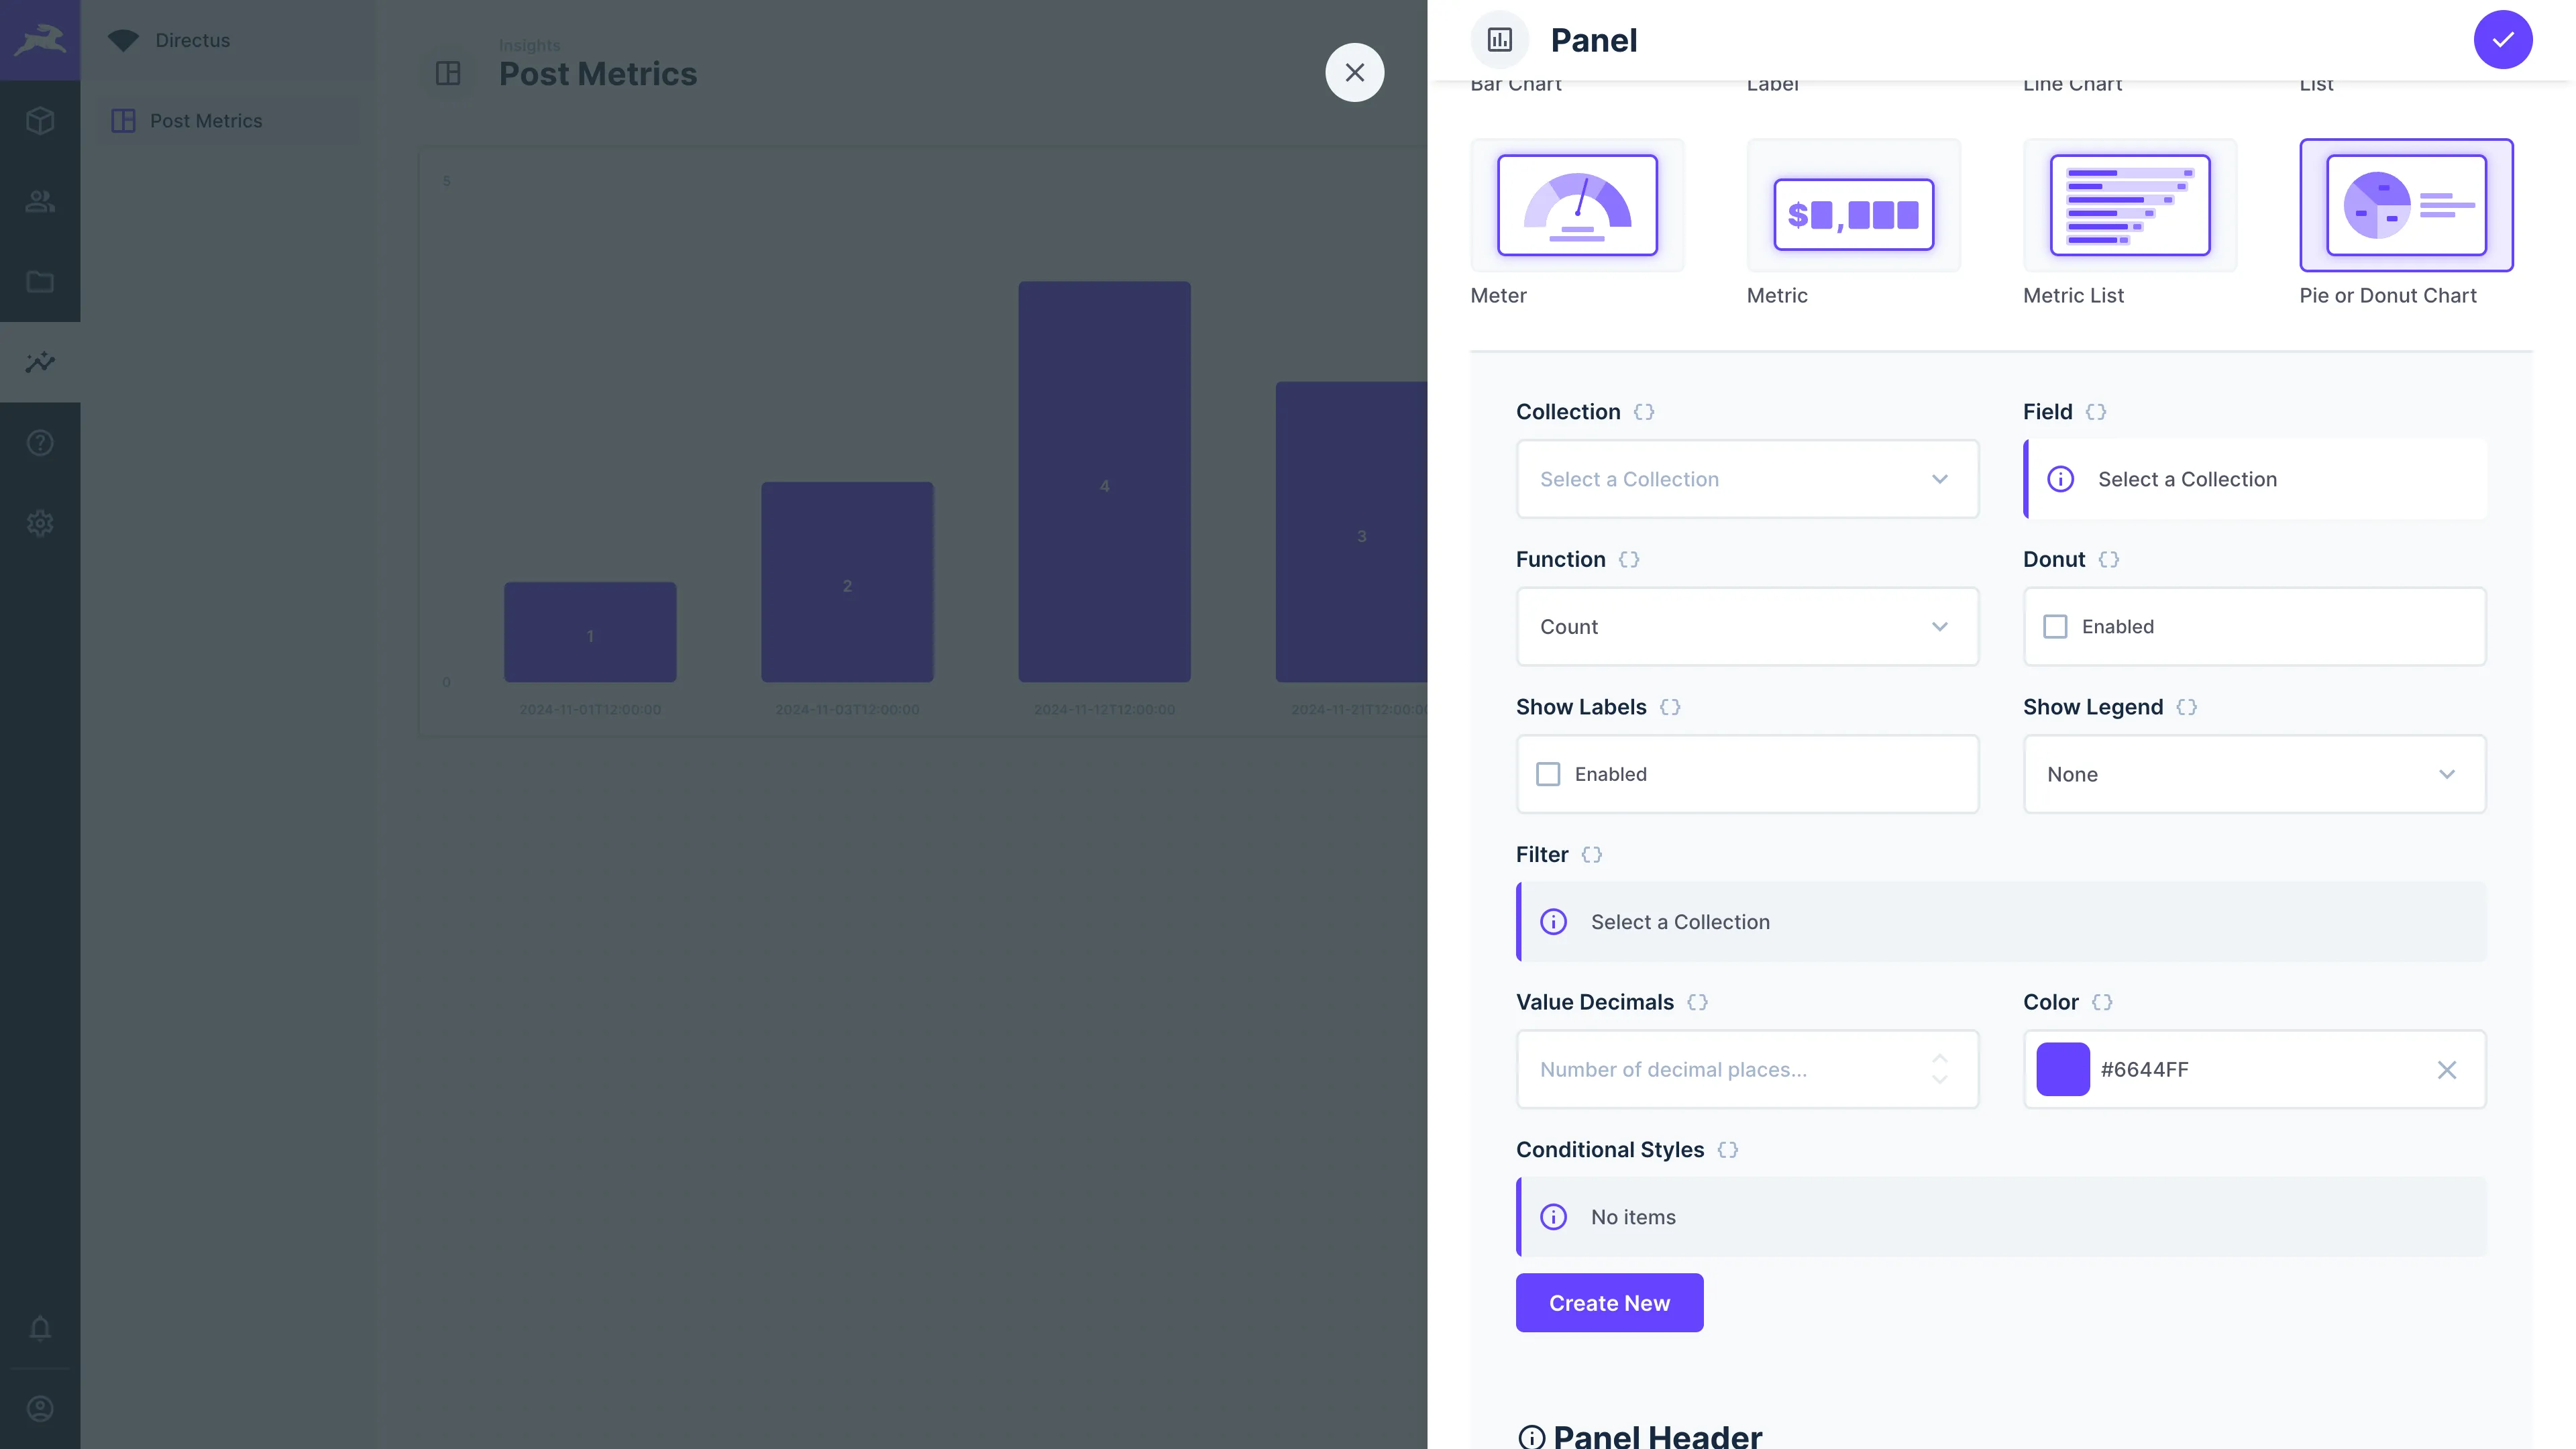 Directus
Post Metrics
Insights
Post Metrics
5
4
2
3
1
0
2024-11-01T12:00:00
2024-11-03T12:00:00
2024-11-12T12:00:00
2024-11-21T12:00:00
Panel
Bar Chart
Label
Line Chart
List
$
,
Meter
Metric
Metric List
Pie or Donut Chart
Collection {}
Field {}
Select a Collection
Select a Collection
Function {}
Donut {}
Count
Enabled
Show Labels {}
Show Legend {}
Enabled
None
Filter {}
Select a Collection
Value Decimals {}
Color {}
Number of decimal places...
#6644FF
Conditional Styles {}
No items
Create New
Panel Header